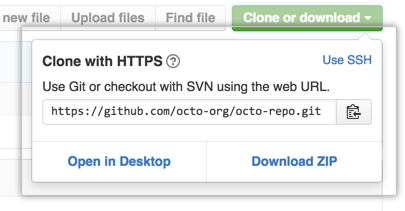 new file Upload files Find file Clone or download
Clone with HTTPS ? Use SSH
Use Git or checkout with SVN using the web URL.
https://github.com/octo-org/octo-repo.git
Open in Desktop Download ZIP